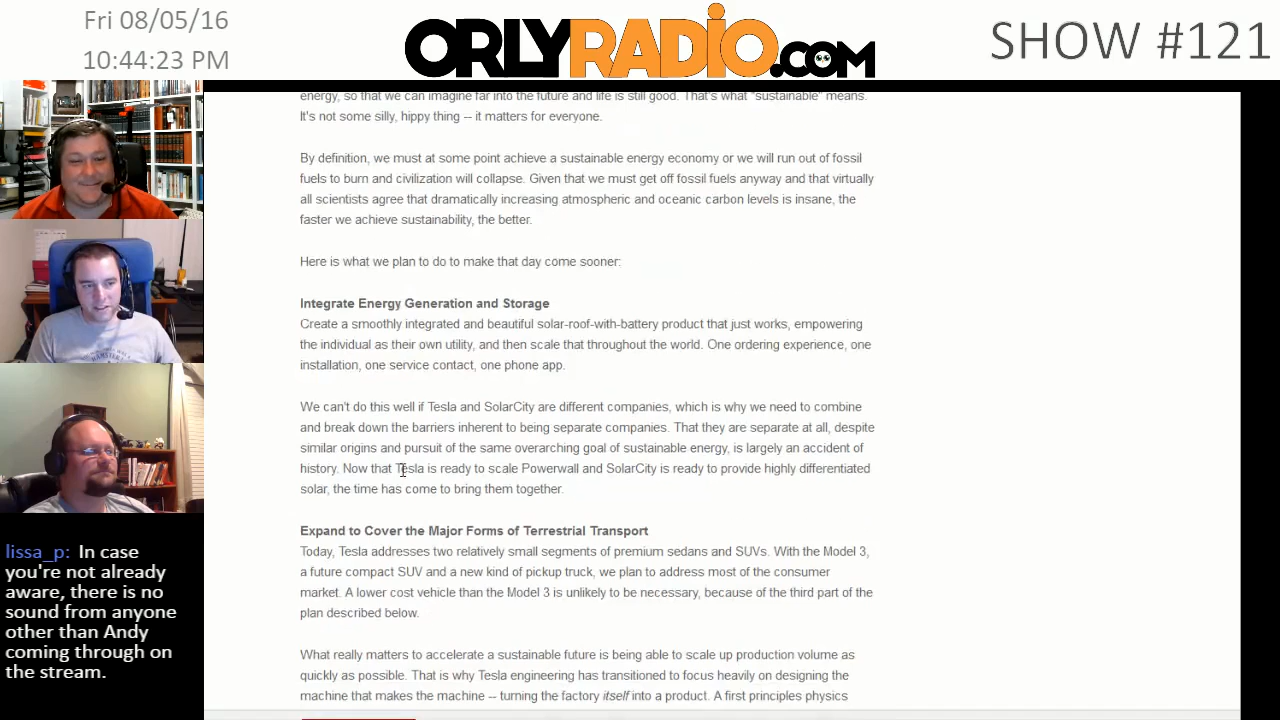 Fri 08/05/16
10:44:23 PM
ORLYRADiO.COM
SHOW #121
energy, so that we can imagine far into the future and life is still good. That's what "sustainable" means.
It's not some silly, hippy thing -- it matters for everyone.
By definition, we must at some point achieve a sustainable energy economy or we will run out of fossil
fuels to burn and civilization will collapse. Given that we must get off fossil fuels anyway and that virtually
all scientists agree that dramatically increasing atmospheric and oceanic carbon levels is insane, the
faster we achieve sustainability, the better.
Here is what we plan to do to make that day come sooner:
Integrate Energy Generation and Storage
Create a smoothly integrated and beautiful solar-roof-with-battery product that just works, empowering
the individual as their own utility, and then scale that throughout the world. One ordering experience, one
installation, one service contact, one phone app.
We can't do this well if Tesla and SolarCity are different companies, which is why we need to combine
and break down the barriers inherent to being separate companies. That they are separate at all, despite
similar origins and pursuit of the same overarching goal of sustainable energy, is largely an accident of
history. Now that Tesla is ready to scale Powerwall and SolarCity is ready to provide highly differentiated
solar, the time has come to bring them together.
Expand to Cover the Major Forms of Terrestrial Transport
Today, Tesla addresses two relatively small segments of premium sedans and SUVs. With the Model 3,
a future compact SUV and a new kind of pickup truck, we plan to address most of the consumer
market. A lower cost vehicle than the Model 3 is unlikely to be necessary, because of the third part of the
plan described below.
What really matters to accelerate a sustainable future is being able to scale up production volume as
quickly as possible. That is why Tesla engineering has transitioned to focus heavily on designing the
machine that makes the machine -- turning the factory itself into a product. A first principles physics
lissa_p: In case
you're not already
aware, there is no
sound from anyone
other than Andy
coming through on
the stream.